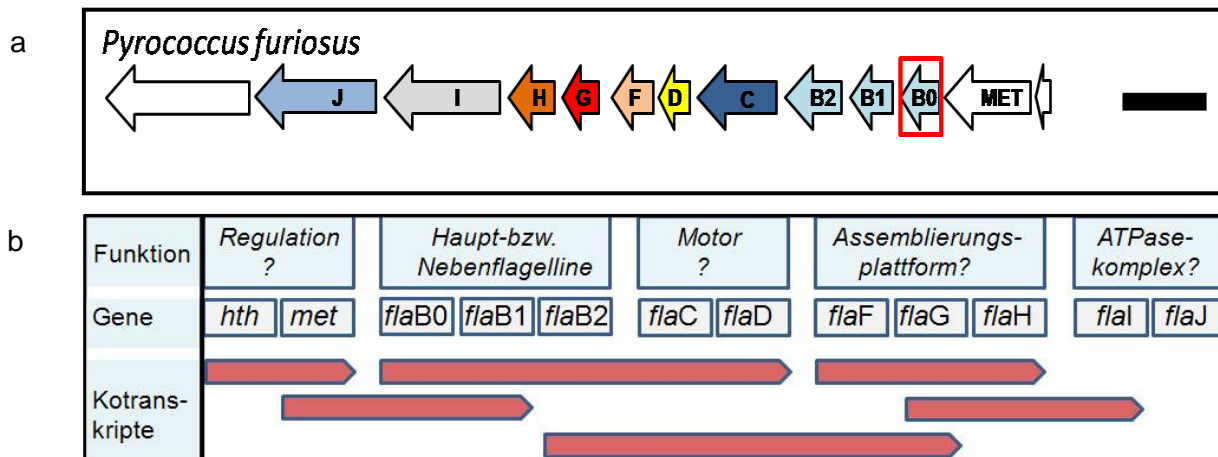 a
Pyrococcus furiosus
J I H G F D C B2 B1 B0 MET
b
Funktion
Regulation
?
Haupt-bzw.
Nebenflagelline
Motor
?
Assemblierungs-
plattform?
ATPase-
komplex?
Gene
hth met flaB0 flaB1 flaB2 flaC flaD flaF flaG flaH flaI flaJ
Kotrans-
kripte